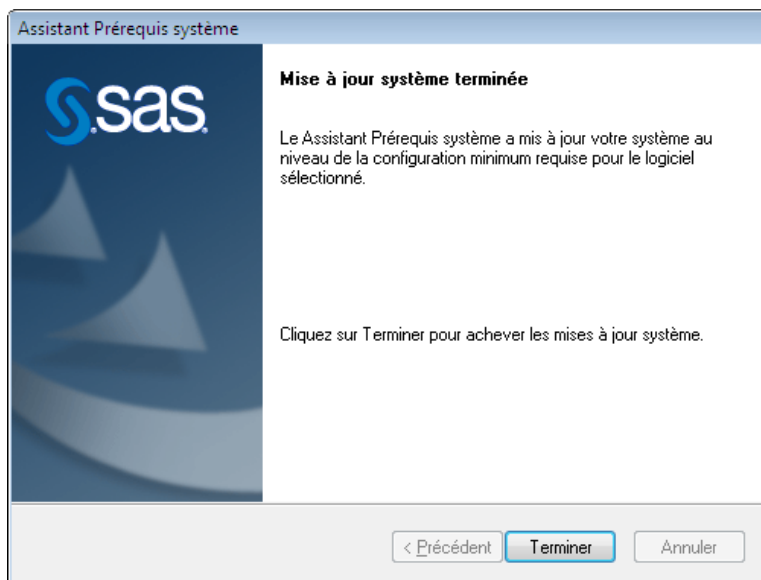 Assistant Prérequis système
sas
Mise à jour système terminée
Le Assistant Prérequis système a mis à jour votre système au
niveau de la configuration minimum requise pour le logiciel
sélectionné.
Cliquez sur Terminer pour achever les mises à jour système.
< Précédent
Terminer
Annuler